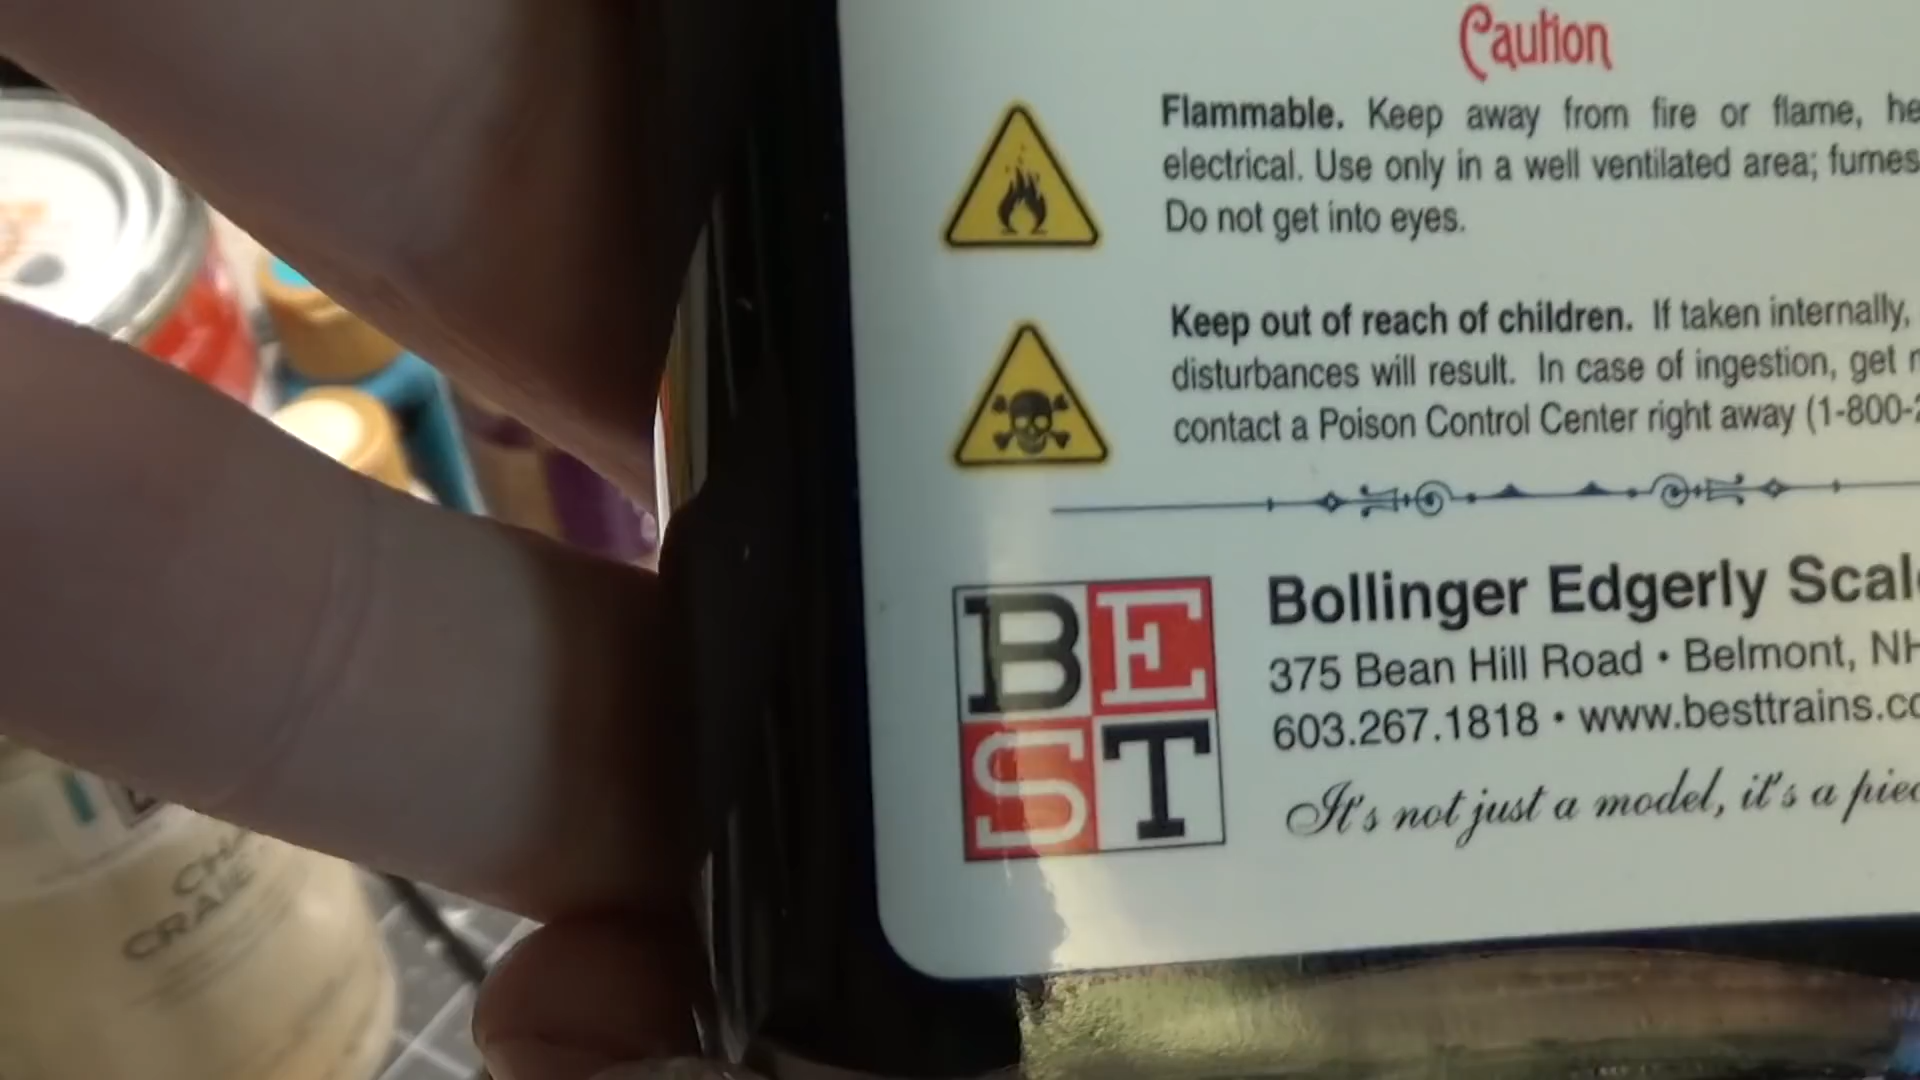 Caution
Flammable. Keep away from fire or flame, he
electrical. Use only in a well ventilated area; fumes
Do not get into eyes.
Keep out of reach of children. If taken internally,
disturbances will result. In case of ingestion, get
contact a Poison Control Center right away (1-800-2
BEST
Bollinger Edgerly Scale
375 Bean Hill Road • Belmont, NH
603.267.1818 • www.besttrains.co
It's not just a model, it's a piec